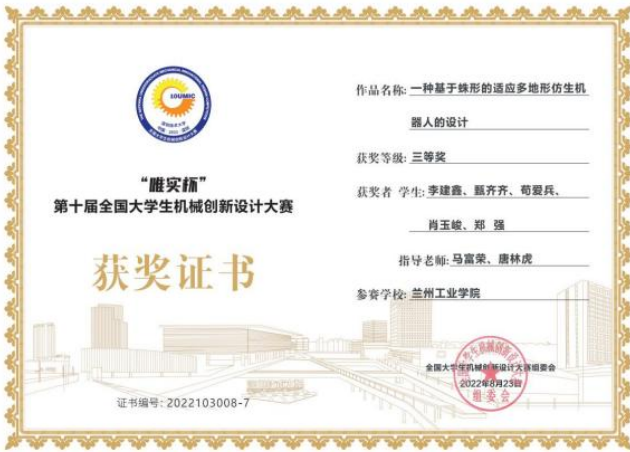 IDUMIC
“唯实杯”
第十届全国大学生机械创新设计大赛
获奖证书
证书编号: 2022103008-7
作品名称: 一种基于蛛形的适应多地形仿生机
器人的设计
获奖等级: 三等奖
获奖者 学生: 李建鑫、甄齐齐、苟爱兵、
肖玉峻、郑 强
指导老师: 马富荣、唐林虎
参赛学校: 兰州工业学院
全国大学生机械创新设计大赛组委会
2022年8月23日
组委会